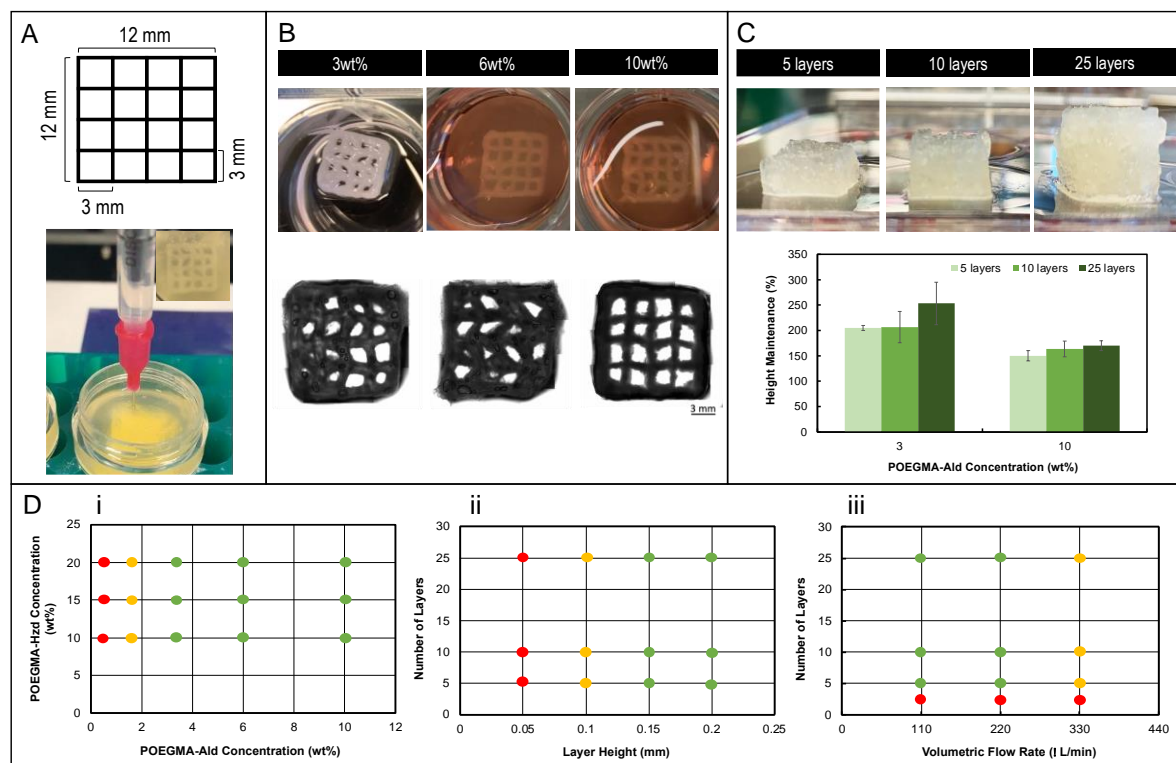 A
12 mm
12 mm
3 mm
3 mm
B
3wt%
6wt%
10wt%
3 mm
C
5 layers
10 layers
25 layers
350
300
250
200
150
100
50
0
Height Maintenance (%)
5 layers
10 layers
25 layers
3
10
POEGMA-Ald Concentration (wt%)
D
i
25
20
15
10
5
0
POEGMA-Hzd Concentration
(wt%)
0
2
4
6
8
10
12
POEGMA-Ald Concentration (wt%)
ii
30
25
20
15
10
5
0
Number of Layers
0
0.05
0.1
0.15
0.2
0.25
Layer Height (mm)
iii
30
25
20
15
10
5
0
Number of Layers
0
110
220
330
440
Volumetric Flow Rate (I L/min)